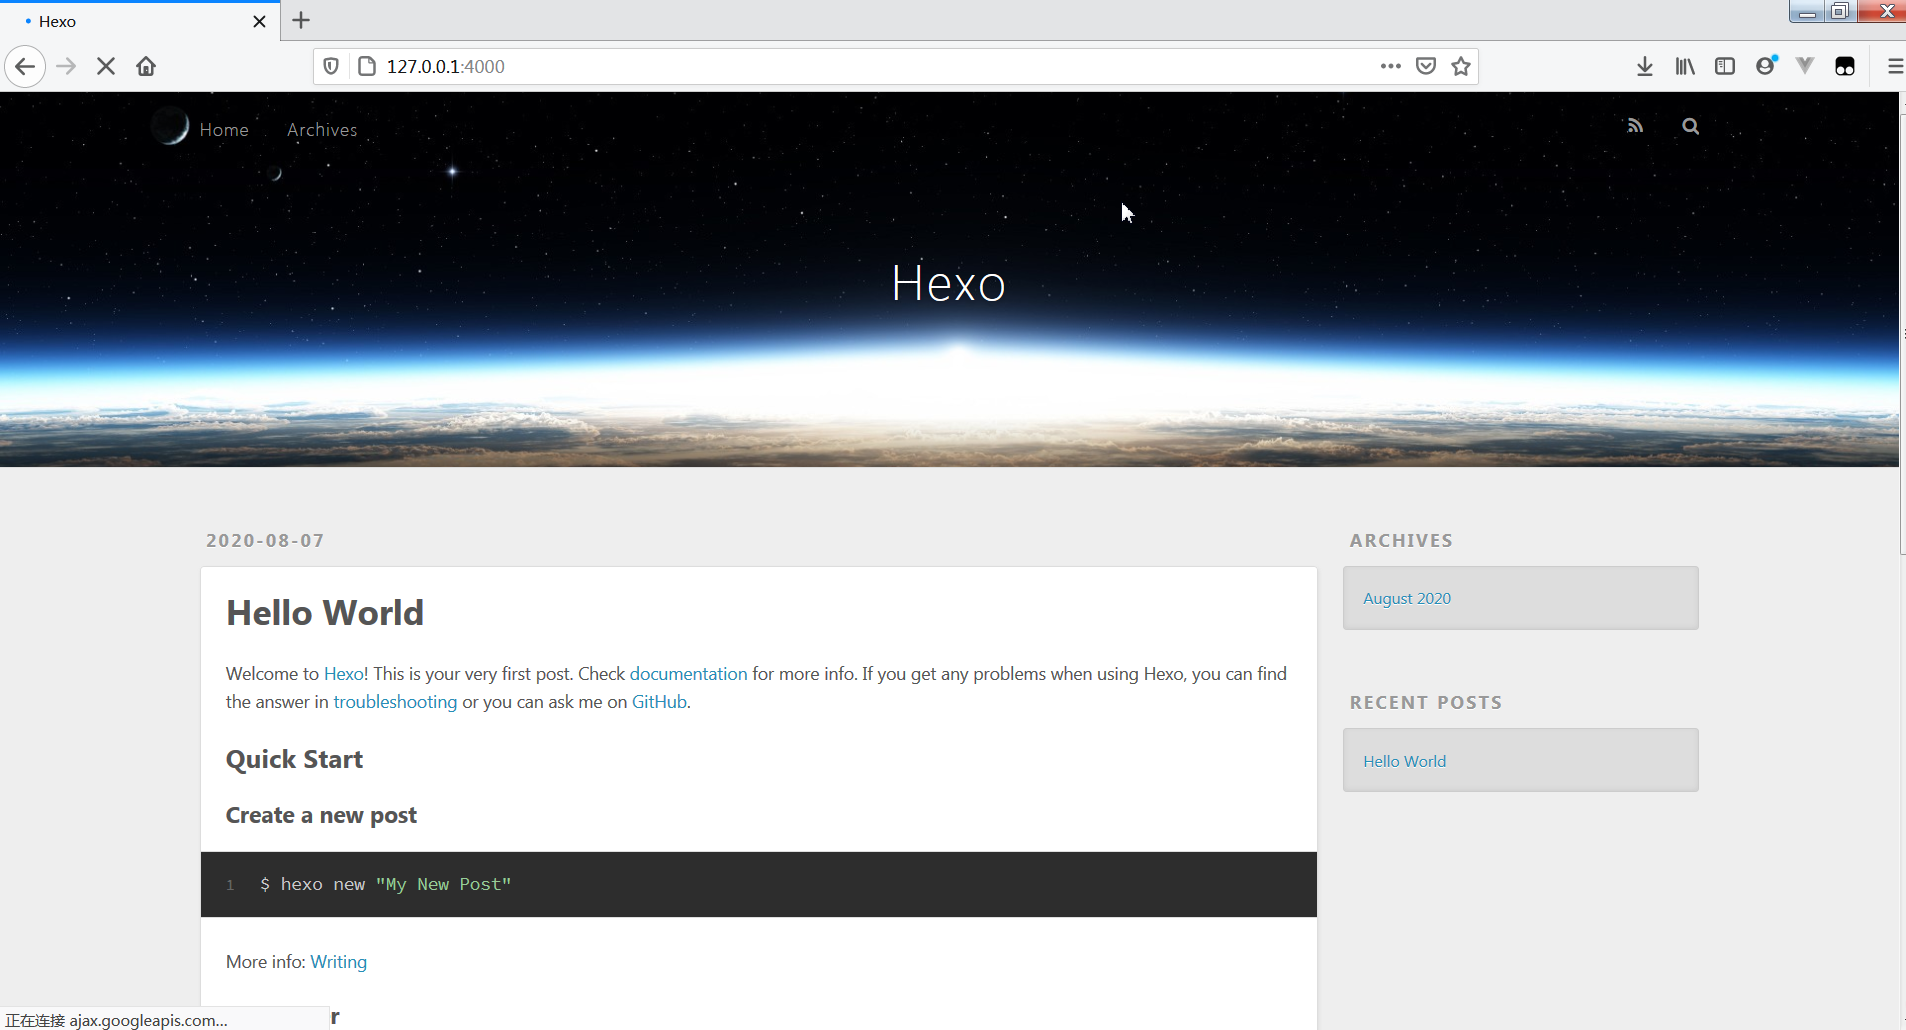 Hexo
127.0.0.1:4000
Home Archives
Hexo
2020-08-07
Hello World
Welcome to Hexo! This is your very first post. Check documentation for more info. If you get any problems when using Hexo, you can find
the answer in troubleshooting or you can ask me on GitHub.
Quick Start
Create a new post
1 $ hexo new "My New Post"
More info: Writing
r
ARCHIVES
August 2020
RECENT POSTS
Hello World
正在连接 ajax.googleapis.com...